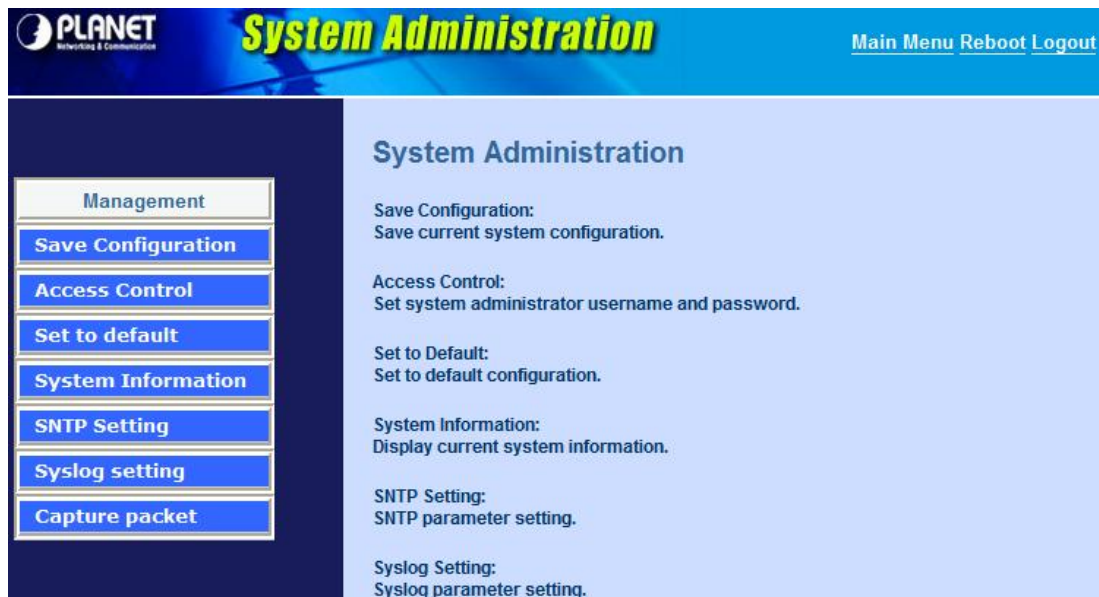 PLANET
Networking & Communication
System Administration
Main Menu Reboot Logout
Management
Save Configuration
Access Control
Set to default
System Information
SNTP Setting
Syslog setting
Capture packet
System Administration
Save Configuration:
Save current system configuration.
Access Control:
Set system administrator username and password.
Set to Default:
Set to default configuration.
System Information:
Display current system information.
SNTP Setting:
SNTP parameter setting.
Syslog Setting:
Syslog parameter setting.